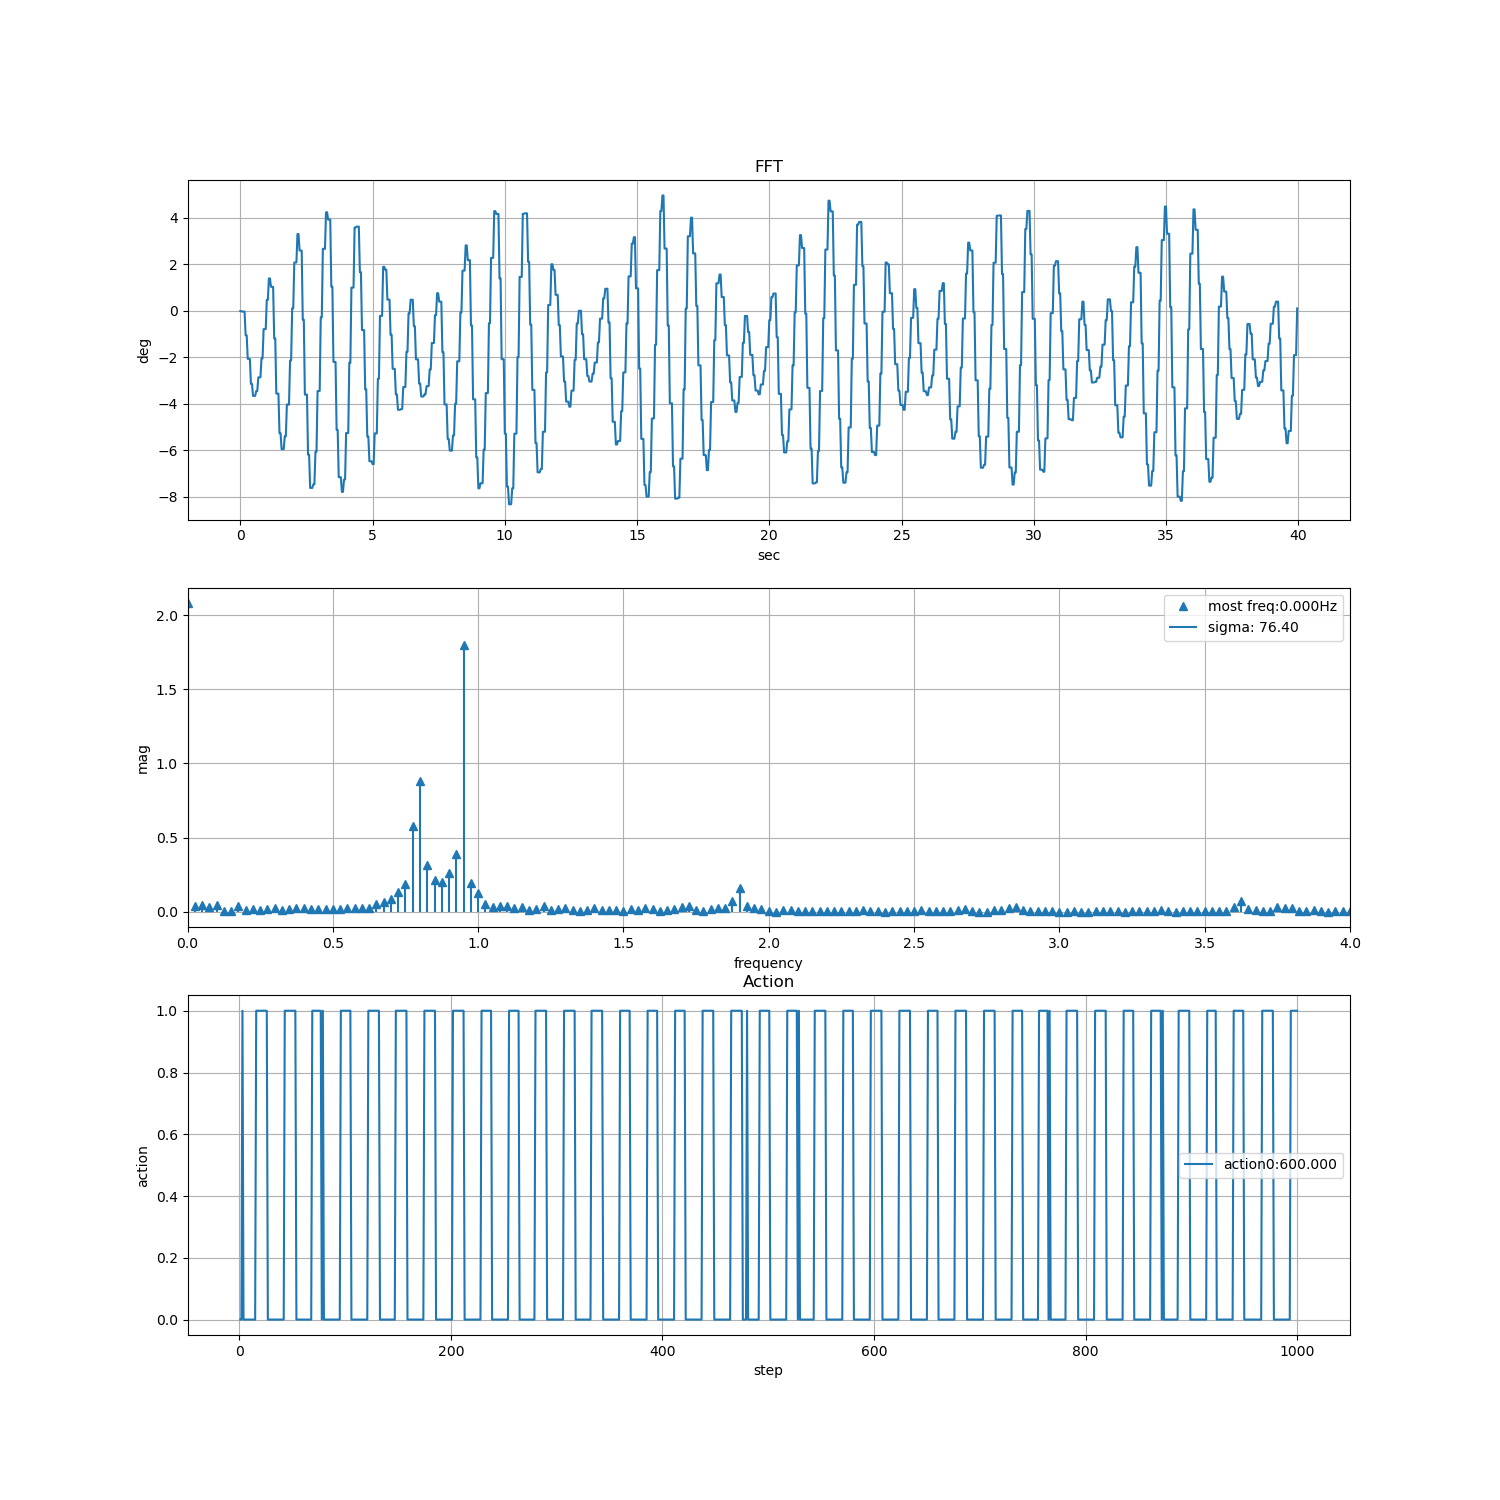 FFT
4
2
0
−2
−4
−6
−8
deg
0 5 10 15 20 25 30 35 40
sec
2.0
1.5
1.0
0.5
0.0
mag
most freq:0.000Hz
sigma: 76.40
0.0 0.5 1.0 1.5 2.0 2.5 3.0 3.5 4.0
frequency
Action
1.0
0.8
0.6
0.4
0.2
0.0
action
action0:600.000
0 200 400 600 800 1000
step